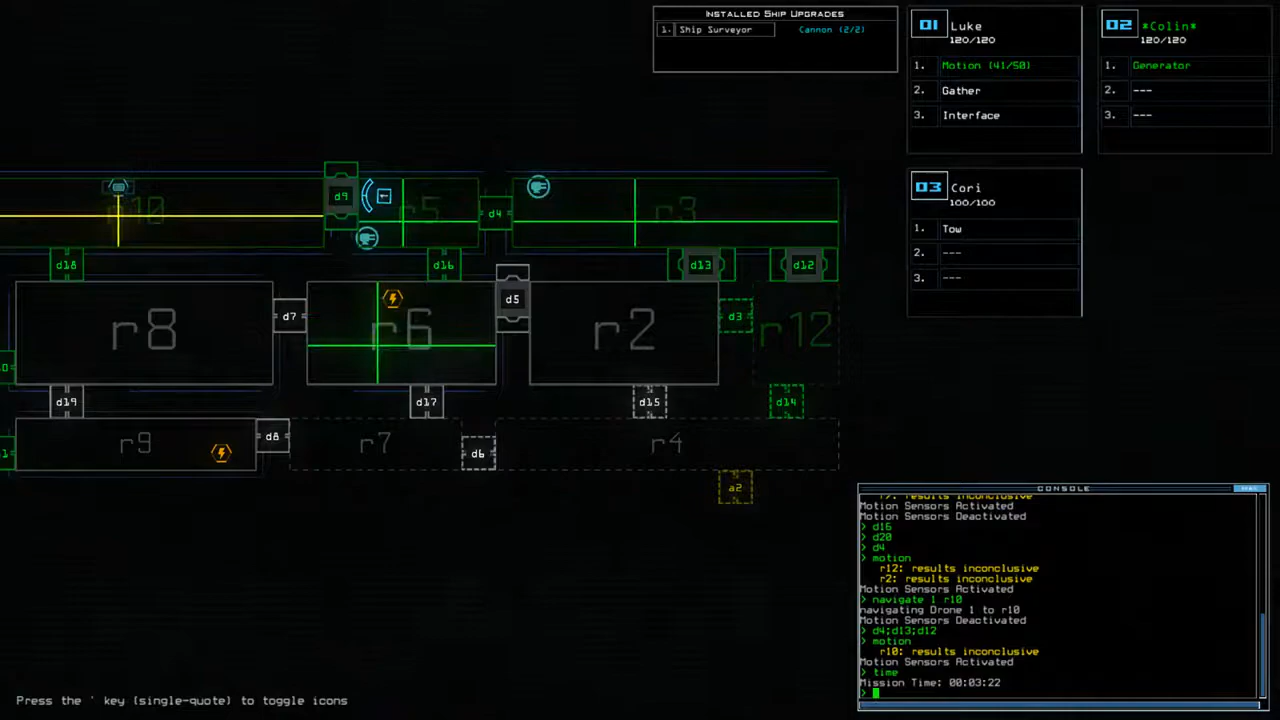 INSTALLED SHIP UPGRADES
1. Ship Surveyor Cannon (2/2)
01 Luke
120/120
1. Motion (41/50)
2. Gather
3. Interface
02 *Colin*
120/120
1. Generator
2. ---
3. ---
03 Cori
100/100
1. Tow
2. ---
3. ---
r10
d9
r5
d4
r3
d18
d16
d13
d12
r8
d7
r6
d5
r2
d3
r12
d19
d17
d15
d14
r9
d8
r7
d6
r4
a2
CONSOLE
Motion Sensors Activated
Motion Sensors Deactivated
> d16
> d20
> d4
> motion
r12: results inconclusive
r2: results inconclusive
Motion Sensors Activated
> navigate 1 r10
navigating Drone 1 to r10
Motion Sensors Deactivated
> d4;d13;d12
> motion
r10: results inconclusive
Motion Sensors Activated
> time
Mission Time: 00:03:22
>
Press the ' key (single-quote) to toggle icons